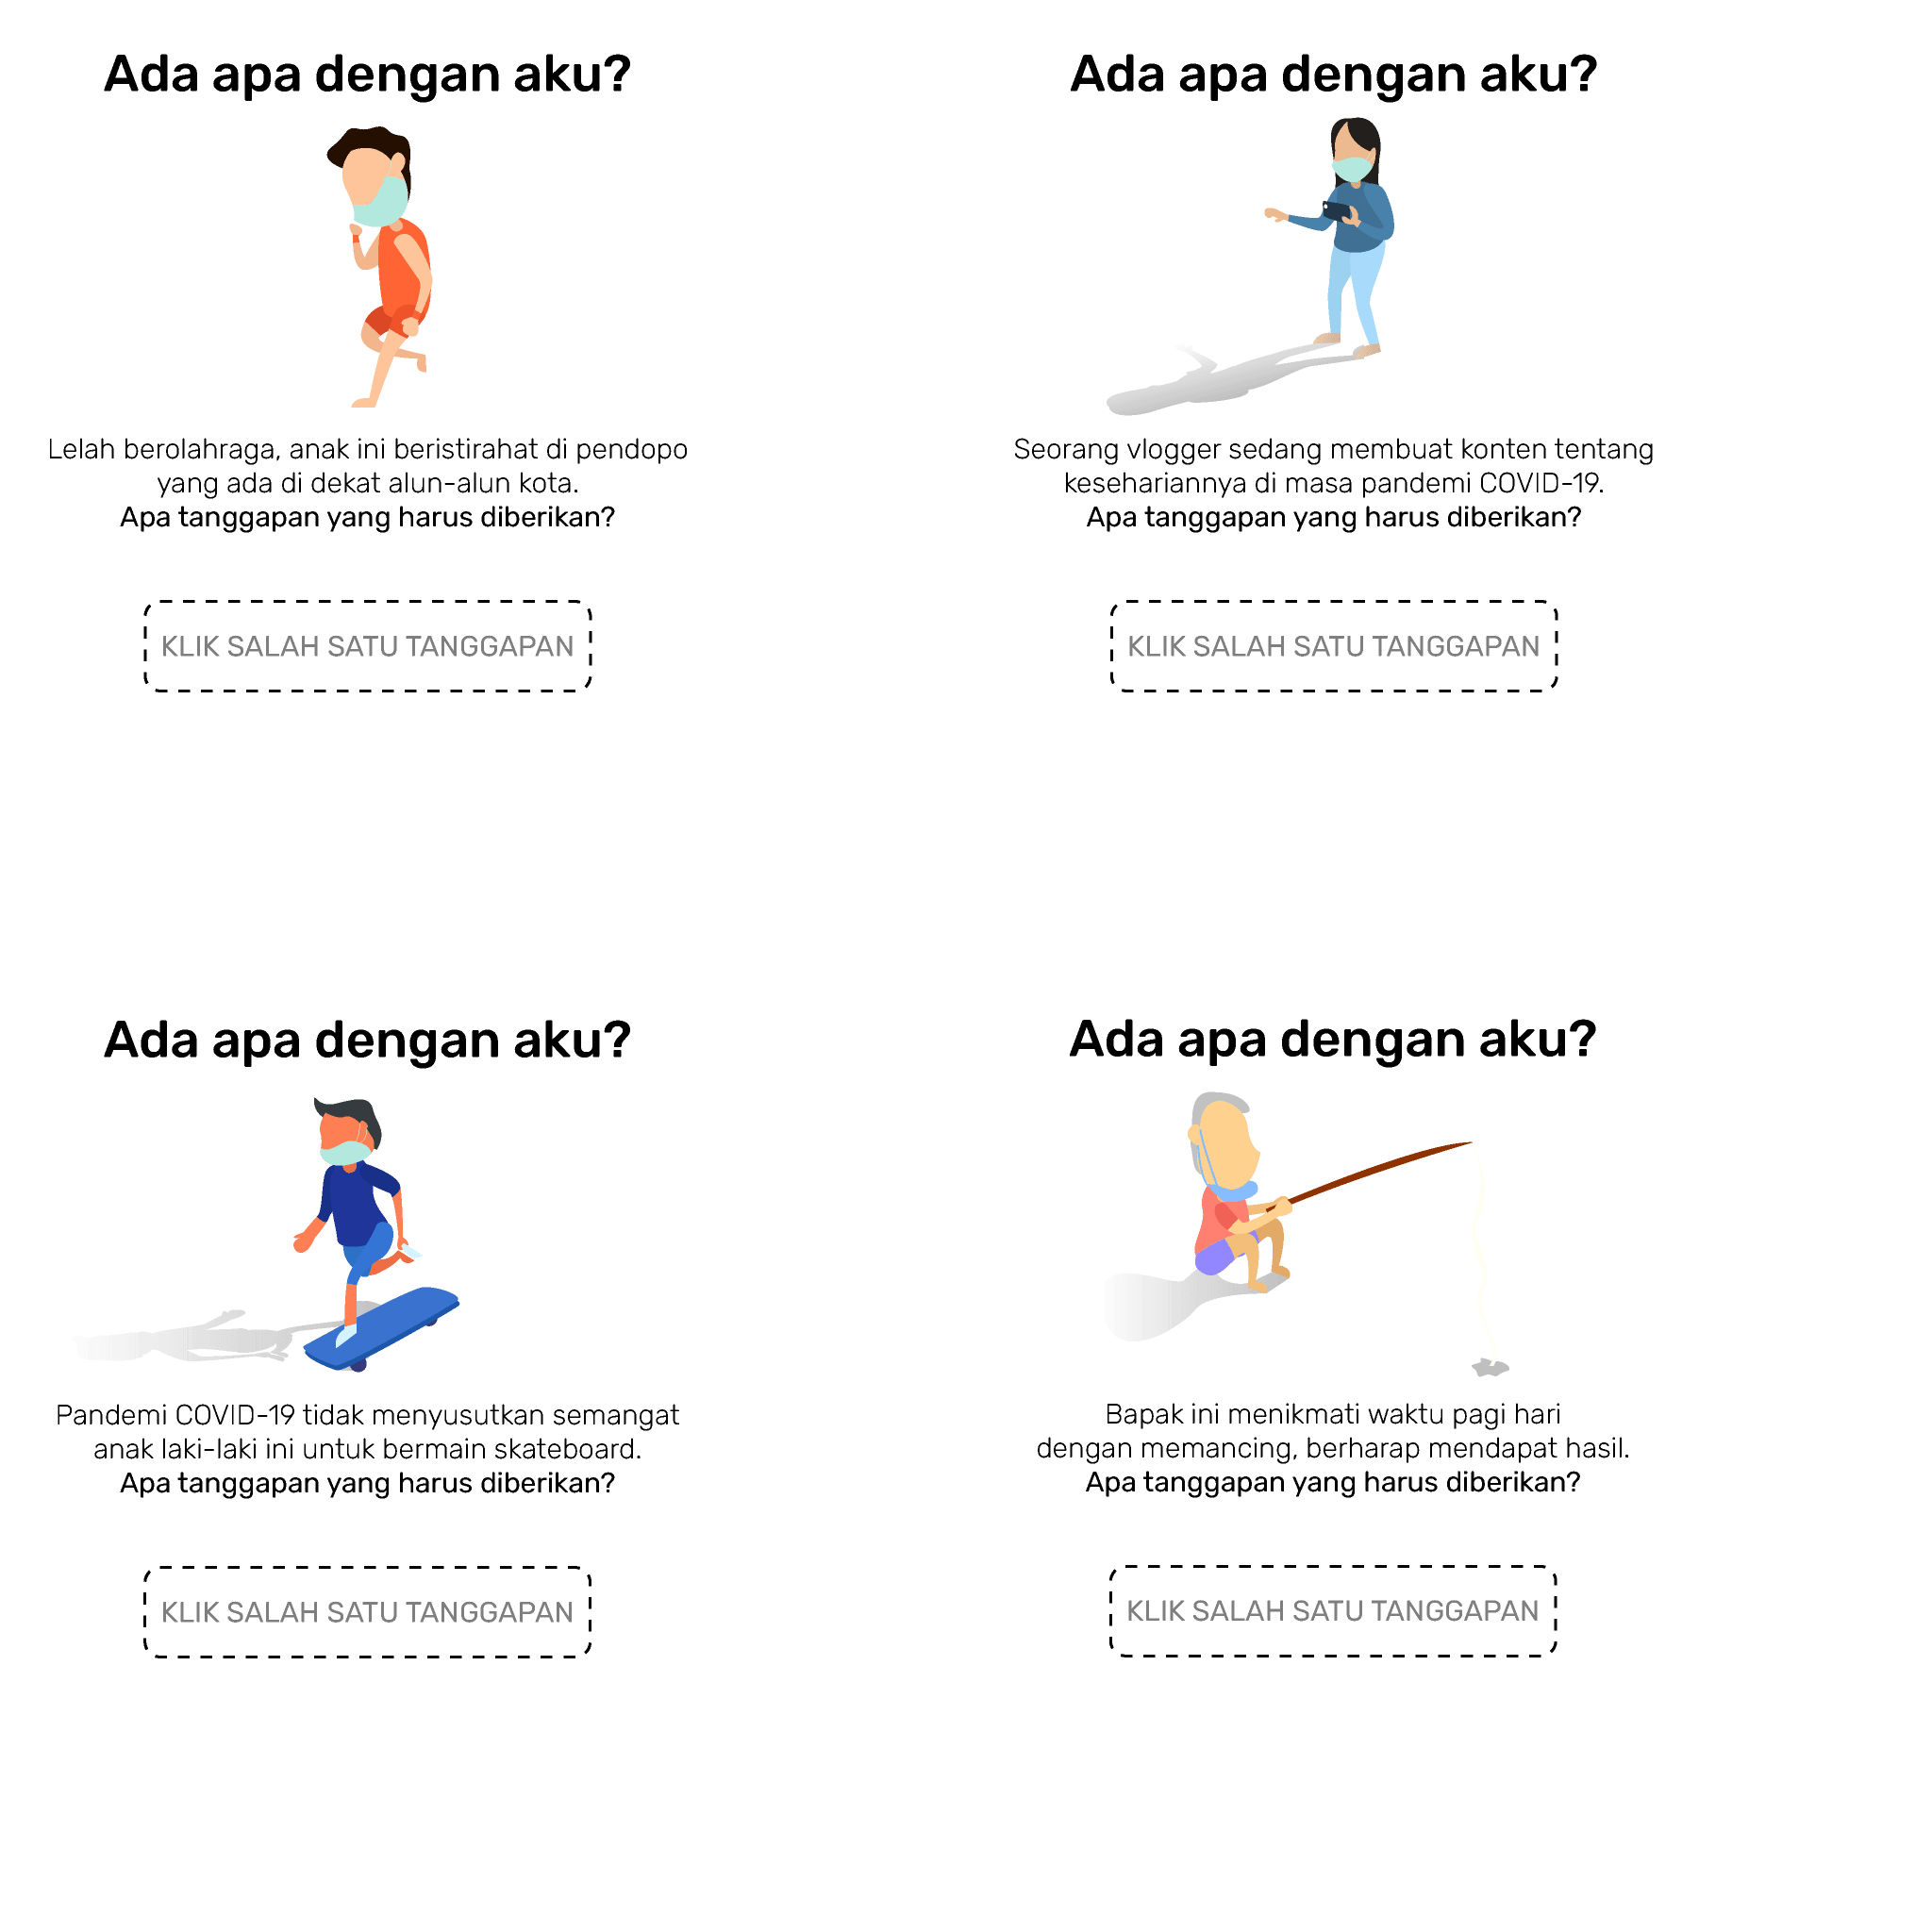 Ada apa dengan aku?
Lelah berolahraga, anak ini beristirahat di pendopo
yang ada di dekat alun-alun kota.
Apa tanggapan yang harus diberikan?
KLIK SALAH SATU TANGGAPAN
Ada apa dengan aku?
Seorang vlogger sedang membuat konten tentang
kesehariannya di masa pandemi COVID-19.
Apa tanggapan yang harus diberikan?
KLIK SALAH SATU TANGGAPAN
Ada apa dengan aku?
Pandemi COVID-19 tidak menyusutkan semangat
anak laki-laki ini untuk bermain skateboard.
Apa tanggapan yang harus diberikan?
KLIK SALAH SATU TANGGAPAN
Ada apa dengan aku?
Bapak ini menikmati waktu pagi hari
dengan memancing, berharap mendapat hasil.
Apa tanggapan yang harus diberikan?
KLIK SALAH SATU TANGGAPAN